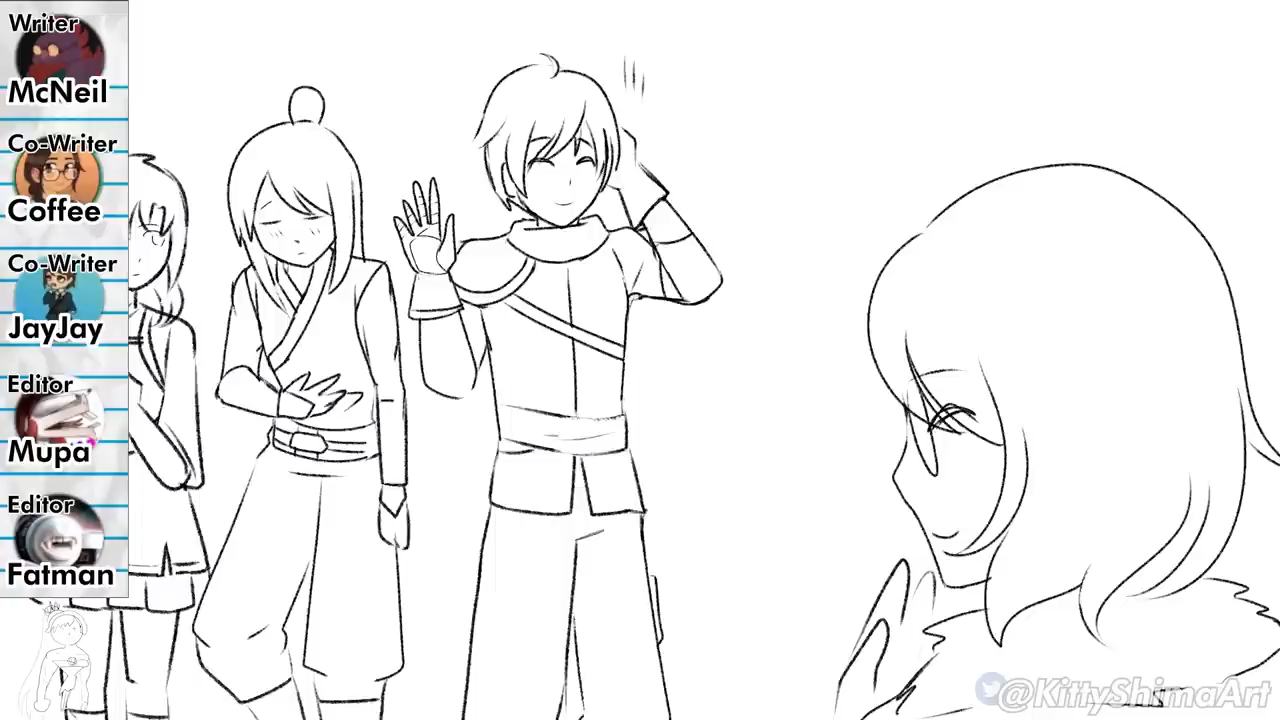 Writer
McNeil
Co-Writer
Coffee
Co-Writer
JayJay
Editor
Mupa
Editor
Fatman
@KittyShimaArt